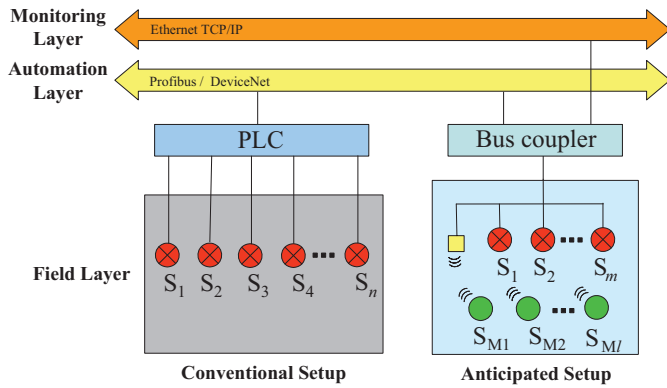 Monitoring
Layer
Ethernet TCP/IP
Automation
Layer
Profibus / DeviceNet
PLC
Bus coupler
Field Layer
S1 S2 S3 S4 Sn
S1 S2 Sm
SM1 SM2 SMl
Conventional Setup
Anticipated Setup